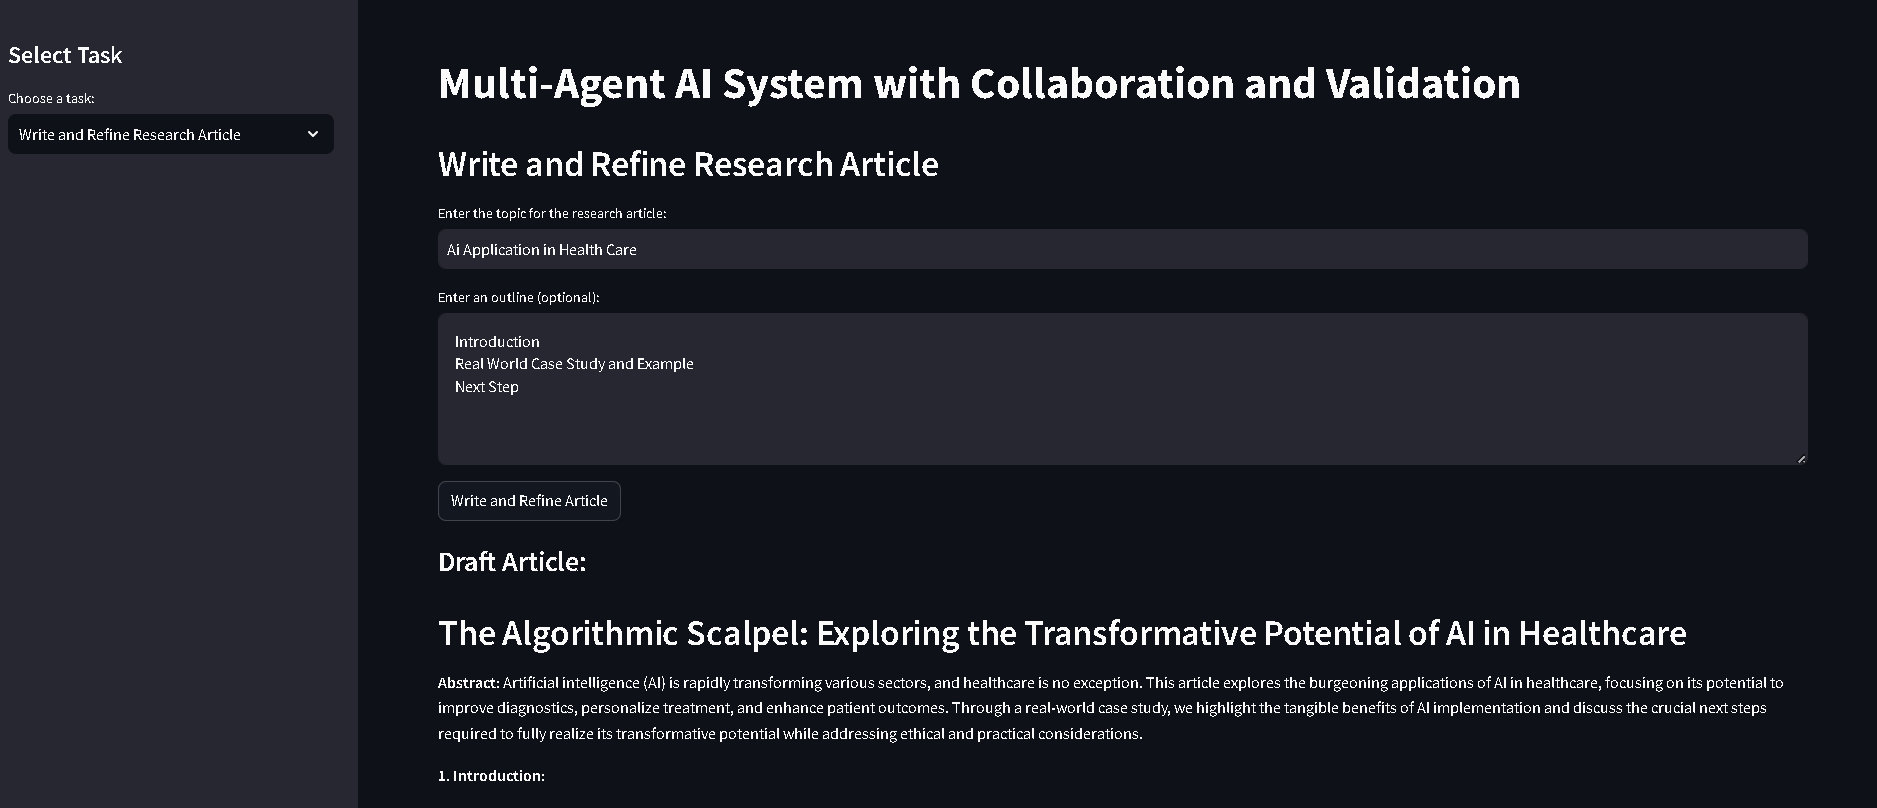 Select Task
Choose a task:
Write and Refine Research Article
Multi-Agent AI System with Collaboration and Validation
Write and Refine Research Article
Enter the topic for the research article:
Ai Application in Health Care
Enter an outline (optional):
Introduction
Real World Case Study and Example
Next Step
Write and Refine Article
Draft Article:
The Algorithmic Scalpel: Exploring the Transformative Potential of AI in Healthcare
Abstract: Artificial intelligence (AI) is rapidly transforming various sectors, and healthcare is no exception. This article explores the burgeoning applications of AI in healthcare, focusing on its potential to
improve diagnostics, personalize treatment, and enhance patient outcomes. Through a real-world case study, we highlight the tangible benefits of AI implementation and discuss the crucial next steps
required to fully realize its transformative potential while addressing ethical and practical considerations.
1. Introduction: